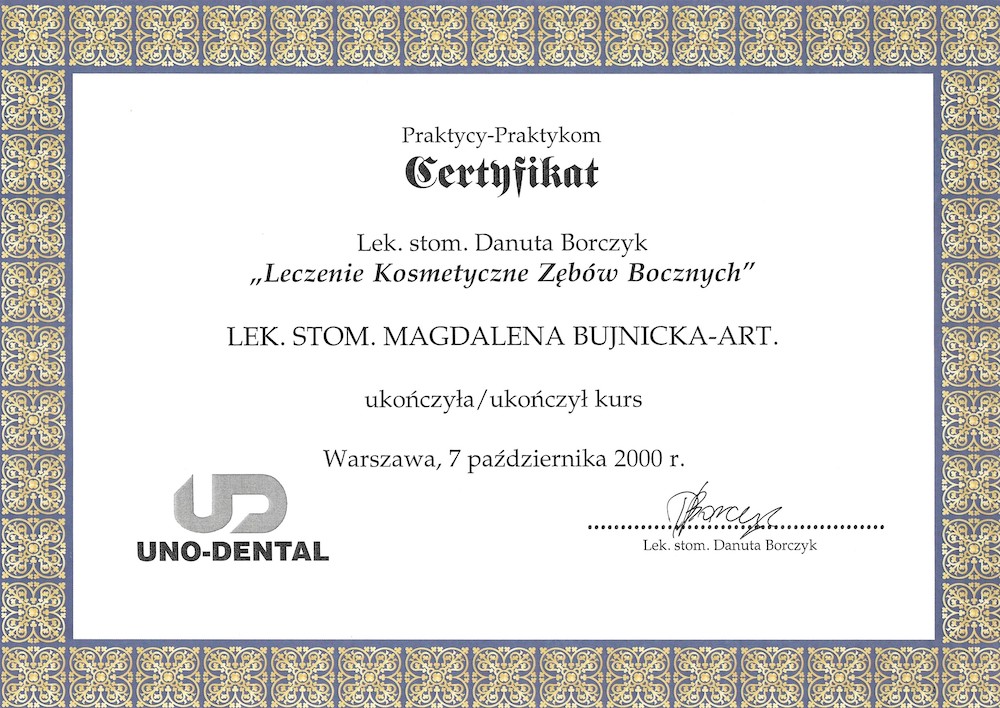 Praktycy-Praktykom
Certyfikat
Lek. stom. Danuta Borczyk
„Leczenie Kosmetyczne Zębów Bocznych”
LEK. STOM. MAGDALENA BUJNICKA-ART.
ukończyła/ukończył kurs
Warszawa, 7 października 2000 r.
UD
UNO-DENTAL
Borczyk
Lek. stom. Danuta Borczyk